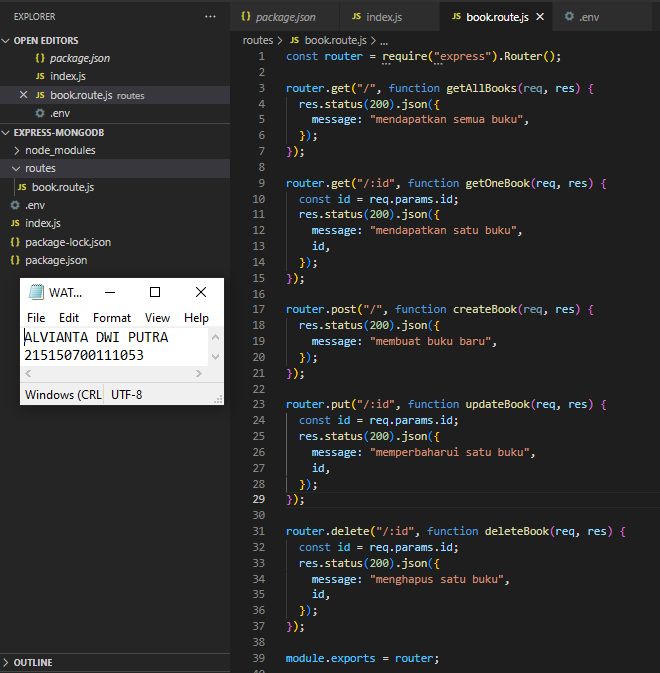 EXPLORER ...
OPEN EDITORS
{} package.json
JS index.js
JS book.route.js routes
.env
EXPRESS-MONGODB
node_modules
routes
JS book.route.js
.env
JS index.js
{} package-lock.json
{} package.json
WAT...
File Edit Format View Help
ALVIANTA DWI PUTRA
215150700111053
Windows (CRL UTF-8
OUTLINE
{} package.json JS index.js JS book.route.js .env
routes > JS book.route.js > ...
1 const router = require("express").Router();
2
3 router.get("/", function getAllBooks(req, res) {
4 res.status(200).json({
5 message: "mendapatkan semua buku",
6 });
7 });
8
9 router.get("/:id", function getOneBook(req, res) {
10 const id = req.params.id;
11 res.status(200).json({
12 message: "mendapatkan satu buku",
13 id,
14 });
15 });
16
17 router.post("/", function createBook(req, res) {
18 res.status(200).json({
19 message: "membuat buku baru",
20 });
21 });
22
23 router.put("/:id", function updateBook(req, res) {
24 const id = req.params.id;
25 res.status(200).json({
26 message: "memperbaharui satu buku",
27 id,
28 });
29 });
30
31 router.delete("/:id", function deleteBook(req, res) {
32 const id = req.params.id;
33 res.status(200).json({
34 message: "menghapus satu buku",
35 id,
36 });
37 });
38
39 module.exports = router;